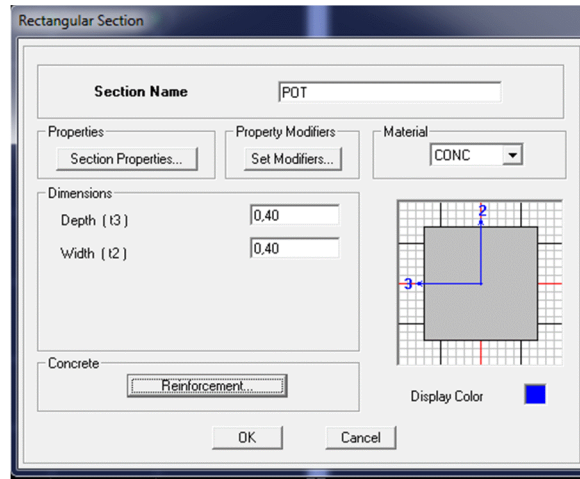 Rectangular Section
Section Name
POT
Properties
Section Properties...
Property Modifiers
Set Modifiers...
Material
CONC
Dimensions
Depth ( t3 )
0,40
Width ( t2 )
0,40
2
3
Concrete
Reinforcement...
Display Color
OK
Cancel